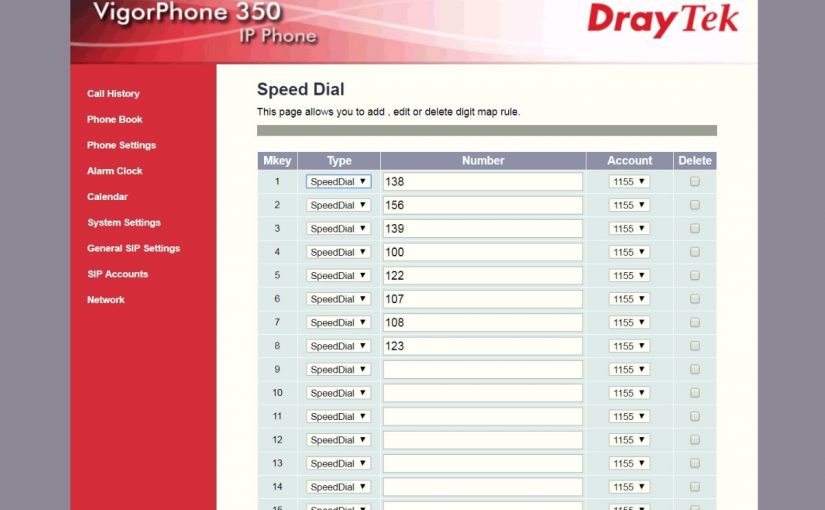 VigorPhone 350
IP Phone
DrayTek
Call History
Phone Book
Phone Settings
Alarm Clock
Calendar
System Settings
General SIP Settings
SIP Accounts
Network
Speed Dial
This page allows you to add , edit or delete digit map rule.
Mkey Type Number Account Delete
1 SpeedDial 138 1155
2 SpeedDial 156 1155
3 SpeedDial 139 1155
4 SpeedDial 100 1155
5 SpeedDial 122 1155
6 SpeedDial 107 1155
7 SpeedDial 108 1155
8 SpeedDial 123 1155
9 SpeedDial 1155
10 SpeedDial 1155
11 SpeedDial 1155
12 SpeedDial 1155
13 SpeedDial 1155
14 SpeedDial 1155